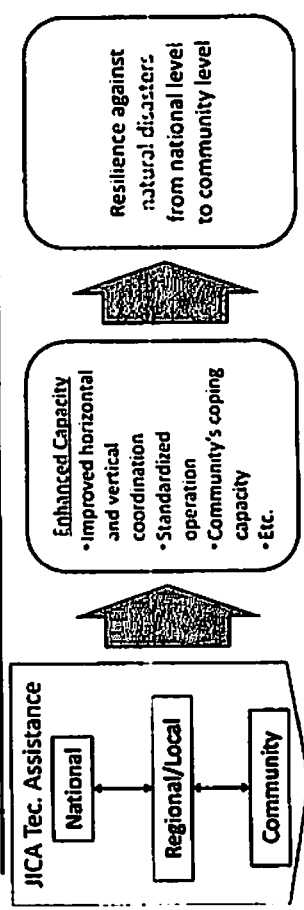 JICA Tec. Assistance
National
Regional/Local
Community
Enhanced Capacity
•Improved horizontal
and vertical
coordination
•Standardized
operation
•Community's coping
capacity
•Etc.
Resilience against
natural disasters
from national level
to community level